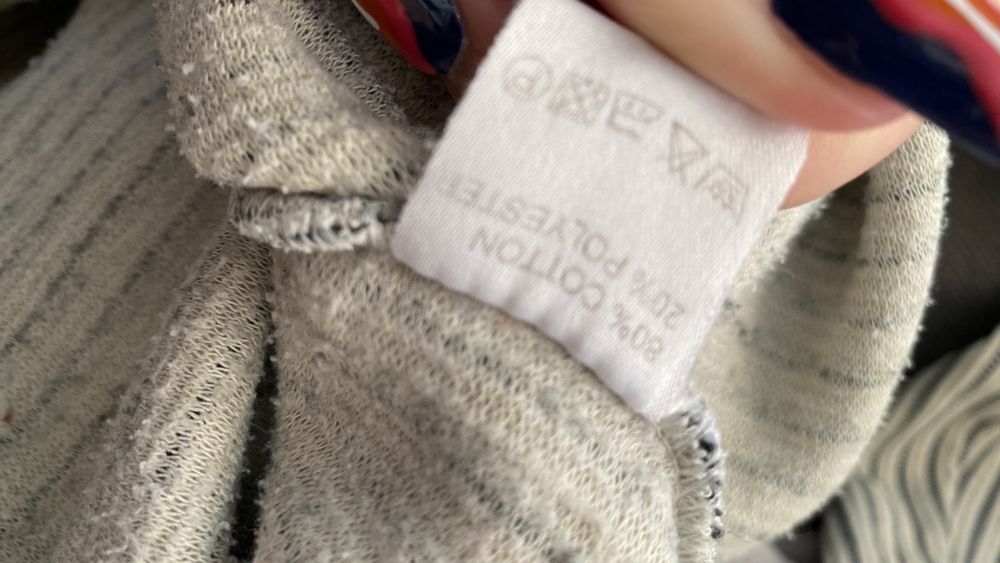 80% COTTON
20% POLYESTER